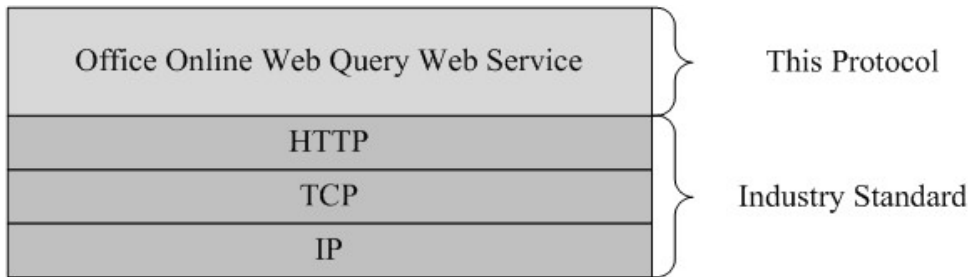 Office Online Web Query Web Service
This Protocol
HTTP
TCP
IP
Industry Standard